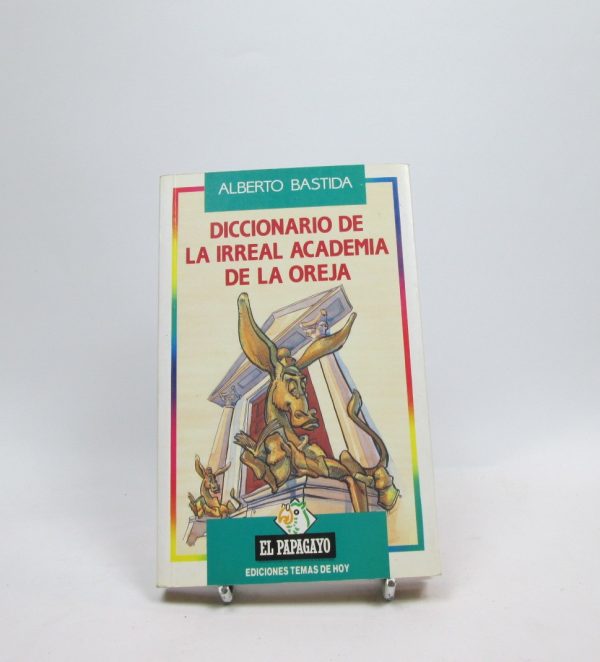 ALBERTO BASTIDA
DICCIONARIO DE
LA IRREAL ACADEMIA
DE LA OREJA
EL PAPAGAYO
EDICIONES TEMAS DE HOY